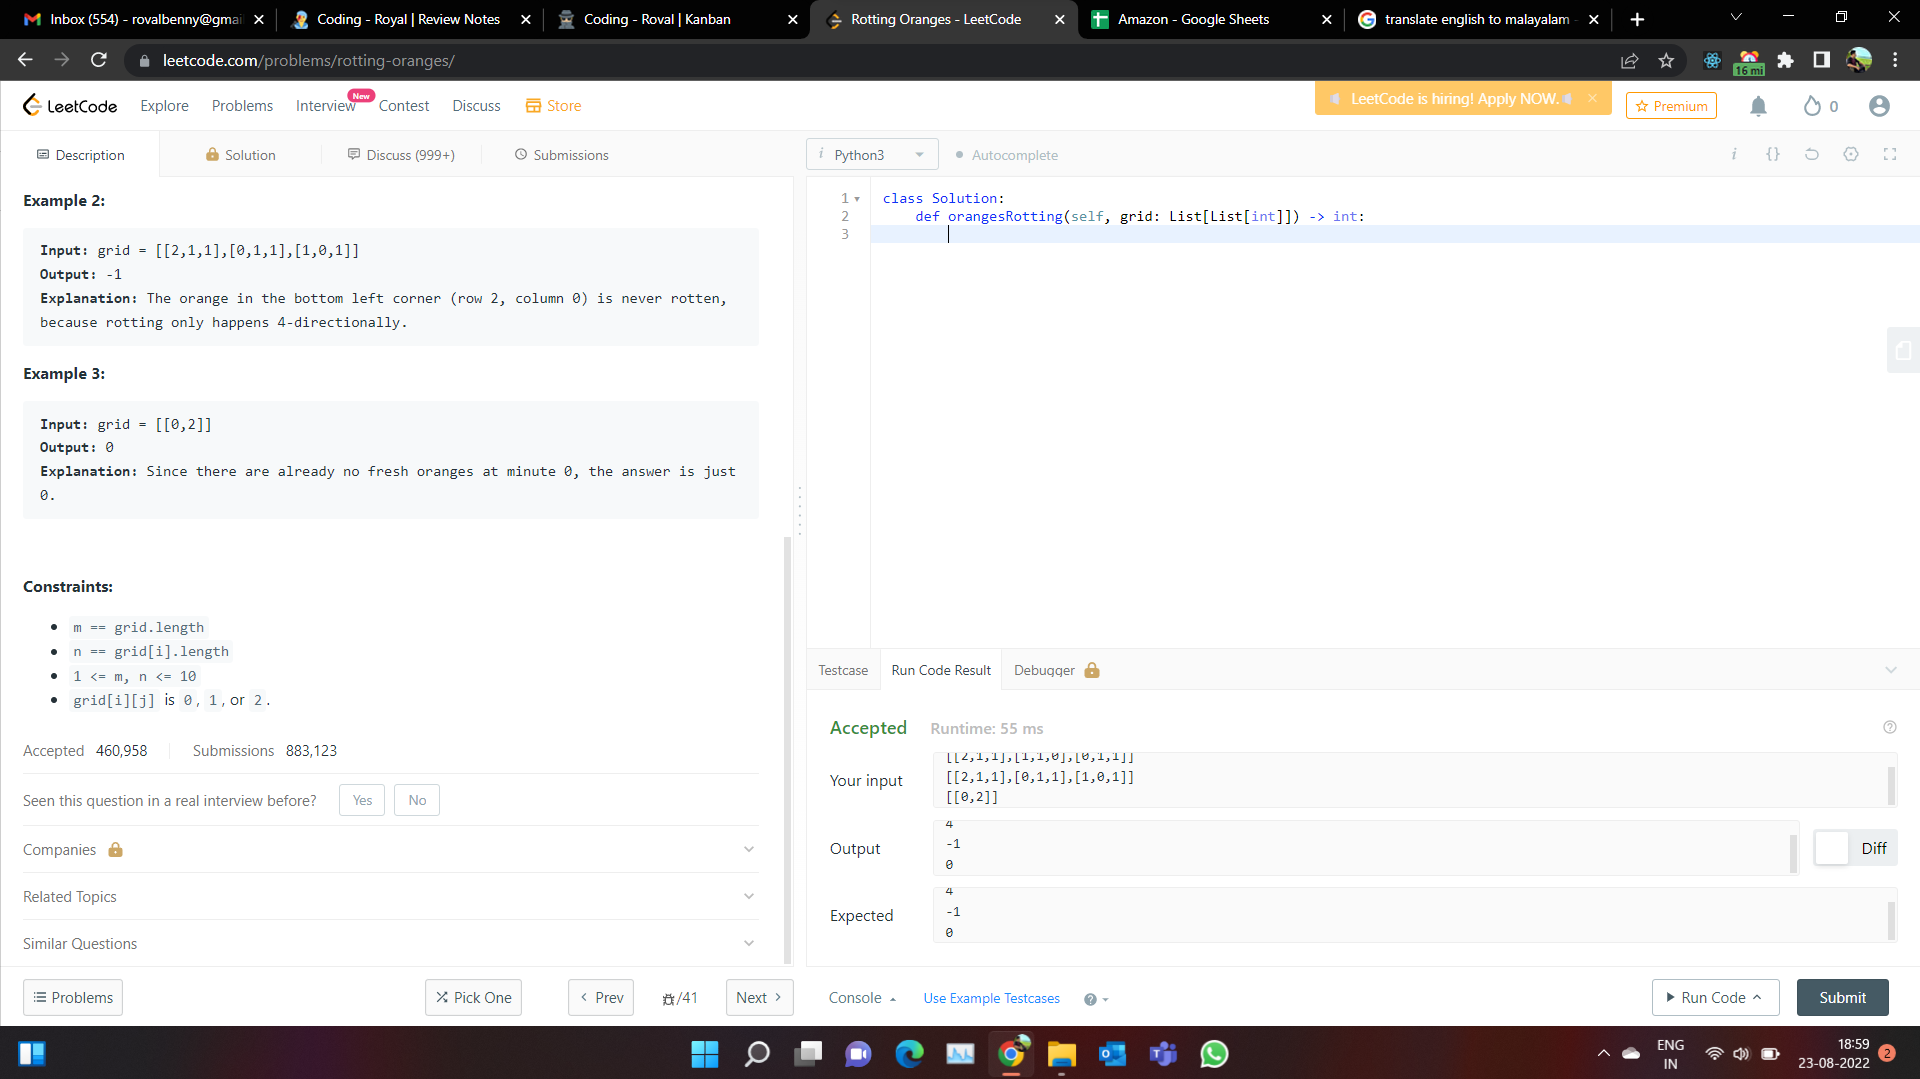 Inbox (554) - rovalbenny@gmai
Coding - Royal | Review Notes
Coding - Roval | Kanban
Rotting Oranges - LeetCode
Amazon - Google Sheets
translate english to malayalam -
leetcode.com/problems/rotting-oranges/
16 mi
LeetCode
Explore
Problems
Interview
New
Contest
Discuss
Store
LeetCode is hiring! Apply NOW.
Premium
0
Description
Solution
Discuss (999+)
Submissions
i Python3
Autocomplete
Example 2:
Input: grid = [[2,1,1],[0,1,1],[1,0,1]]
Output: -1
Explanation: The orange in the bottom left corner (row 2, column 0) is never rotten,
because rotting only happens 4-directionally.
Example 3:
Input: grid = [[0,2]]
Output: 0
Explanation: Since there are already no fresh oranges at minute 0, the answer is just
0.
Constraints:
m == grid.length
n == grid[i].length
1 <= m, n <= 10
grid[i][j] is 0, 1, or 2.
Accepted 460,958
Submissions 883,123
Seen this question in a real interview before?
Yes
No
Companies
Related Topics
Similar Questions
Problems
Pick One
Prev
/41
Next
1 class Solution:
2 def orangesRotting(self, grid: List[List[int]]) -> int:
3
Testcase
Run Code Result
Debugger
Accepted
Runtime: 55 ms
Your input
[[2,1,1],[1,1,0],[0,1,1]]
[[2,1,1],[0,1,1],[1,0,1]]
[[0,2]]
Output
4
-1
0
Diff
Expected
4
-1
0
Console
Use Example Testcases
Run Code
Submit
ENG
IN
18:59
23-08-2022
2